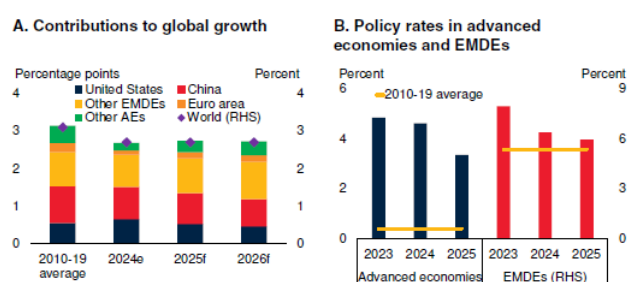 A. Contributions to global growth
Percentage points
Percent
United States
China
Other EMDEs
Euro area
Other AEs
World (RHS)
4
3
2
1
0
4
3
2
1
0
2010-19 average
2024e
2025f
2026f
B. Policy rates in advanced
economies and EMDEs
Percent
Percent
2010-19 average
6
4
2
0
9
6
3
0
2023
2024
2025
2023
2024
2025
Advanced economies
EMDEs (RHS)